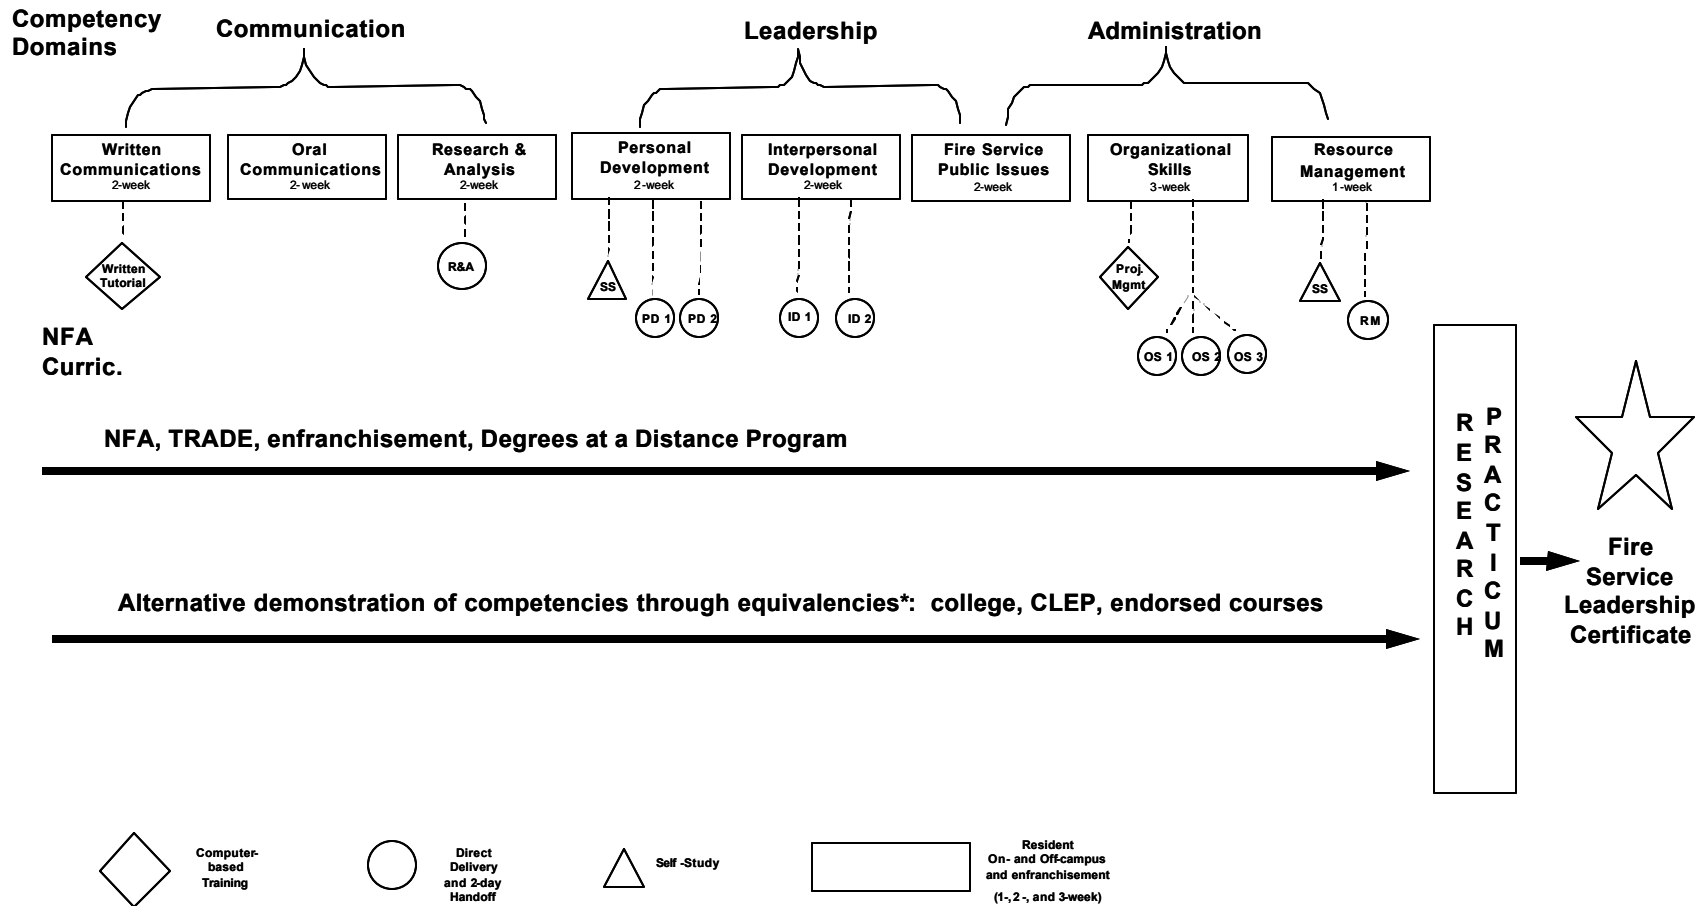 Competency
Domains
Communication
Leadership
Administration
Written
Communications
2-week
Oral
Communications
2-week
Research &
Analysis
2-week
Personal
Development
2-week
Interpersonal
Development
2-week
Fire Service
Public Issues
2-week
Organizational
Skills
3-week
Resource
Management
1-week
Written
Tutorial
R&A
SS
PD 1
PD 2
ID 1
ID 2
Proj.
Mgmt.
OS 1
OS 2
OS 3
SS
RM
NFA
Curric.
NFA, TRADE, enfranchisement, Degrees at a Distance Program
Alternative demonstration of competencies through equivalencies*: college, CLEP, endorsed courses
RESEARCH
PRACTICUM
Fire
Service
Leadership
Certificate
Computer-
based
Training
Direct
Delivery
and 2-day
Handoff
Self -Study
Resident
On- and Off-campus
and enfranchisement
(1-, 2 -, and 3-week)